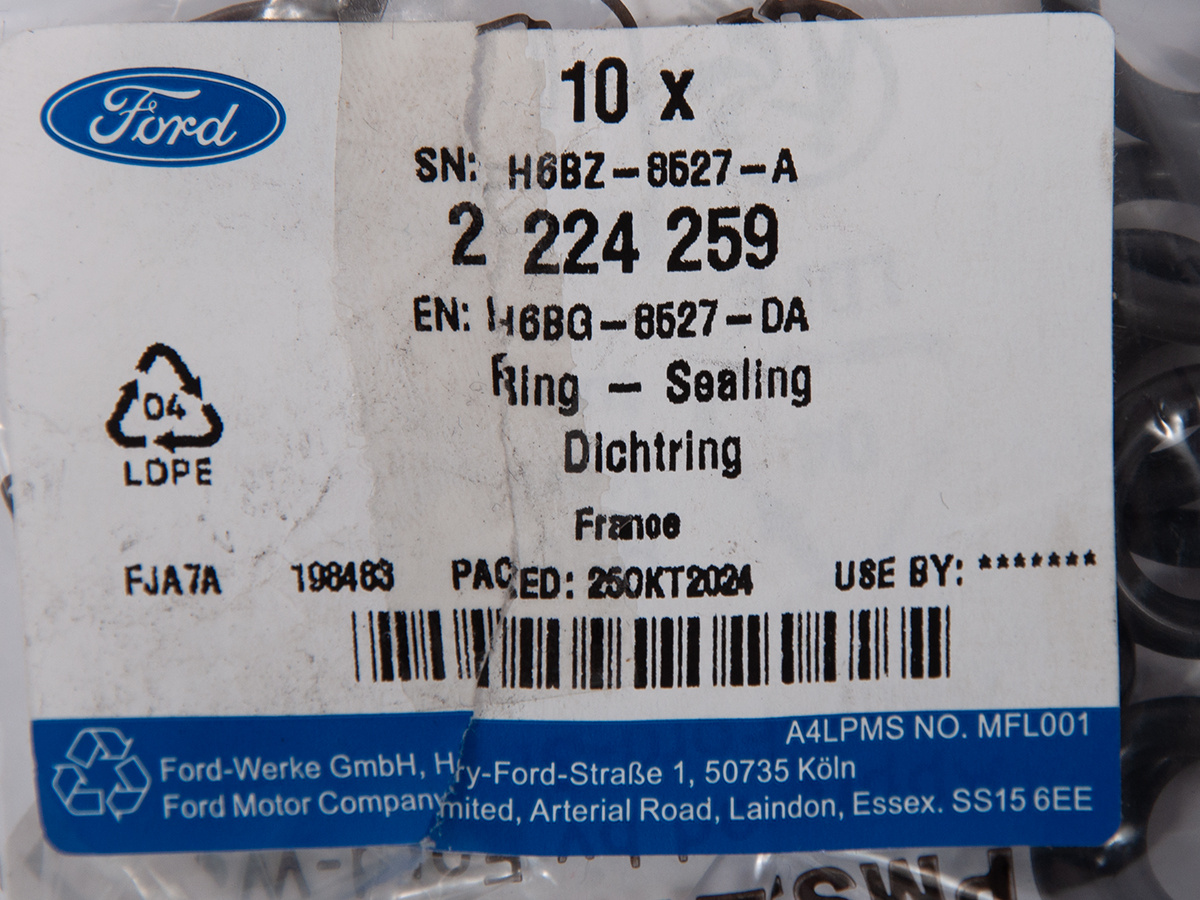 Ford
10 x
SN: H6BZ-8527-A
2 224 259
EN: H6BG-8527-DA
Ring - Sealing
Dichtring
04
LDPE
France
FJA7A 198483 PAC ED: 25OKT2024 USE BY: *******
A4LPMS NO. MFL001
Ford-Werke GmbH, H ry-Ford-Straße 1, 50735 Köln
Ford Motor Company mited, Arterial Road, Laindon, Essex. SS15 6EE